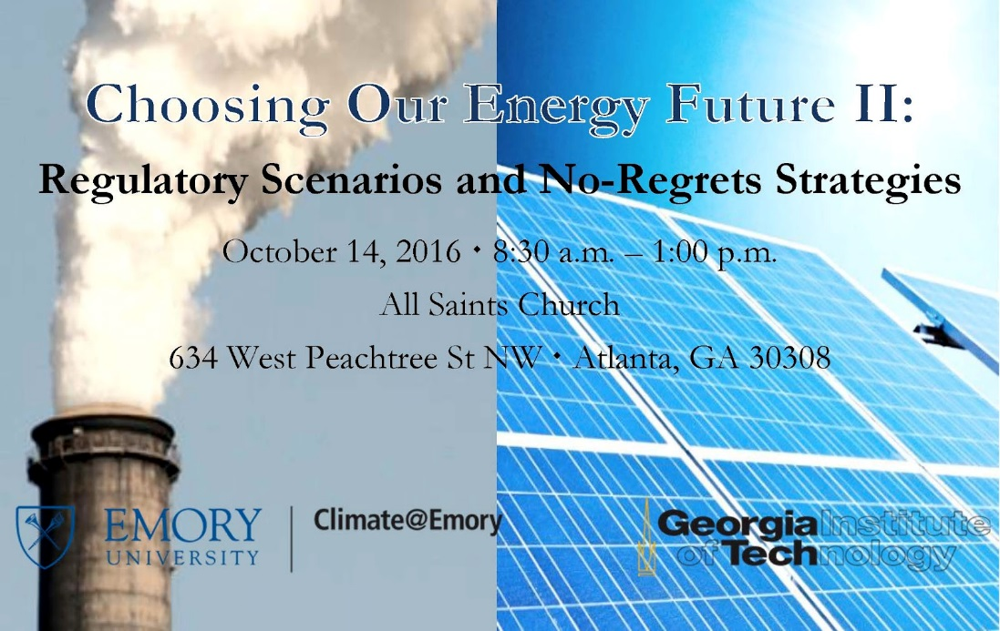 Choosing Our Energy Future II:
Regulatory Scenarios and No-Regrets Strategies
October 14, 2016 · 8:30 a.m. – 1:00 p.m.
All Saints Church
634 West Peachtree St NW · Atlanta, GA 30308
EMORY
UNIVERSITY
Climate@Emory
Georgia Institute
of Technology